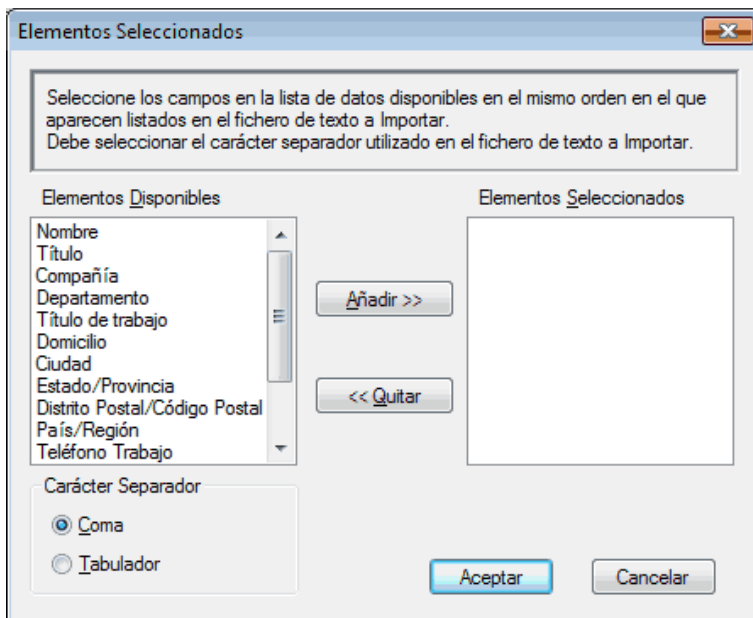 Elementos Seleccionados
Seleccione los campos en la lista de datos disponibles en el mismo orden en el que
aparecen listados en el fichero de texto a Importar.
Debe seleccionar el carácter separador utilizado en el fichero de texto a Importar.
Elementos Disponibles
Elementos Seleccionados
Nombre
Título
Compañía
Departamento
Título de trabajo
Domicilio
Ciudad
Estado/Provincia
Distrito Postal/Código Postal
País/Región
Teléfono Trabajo
Añadir >>
<< Quitar
Carácter Separador
Coma
Tabulador
Aceptar
Cancelar